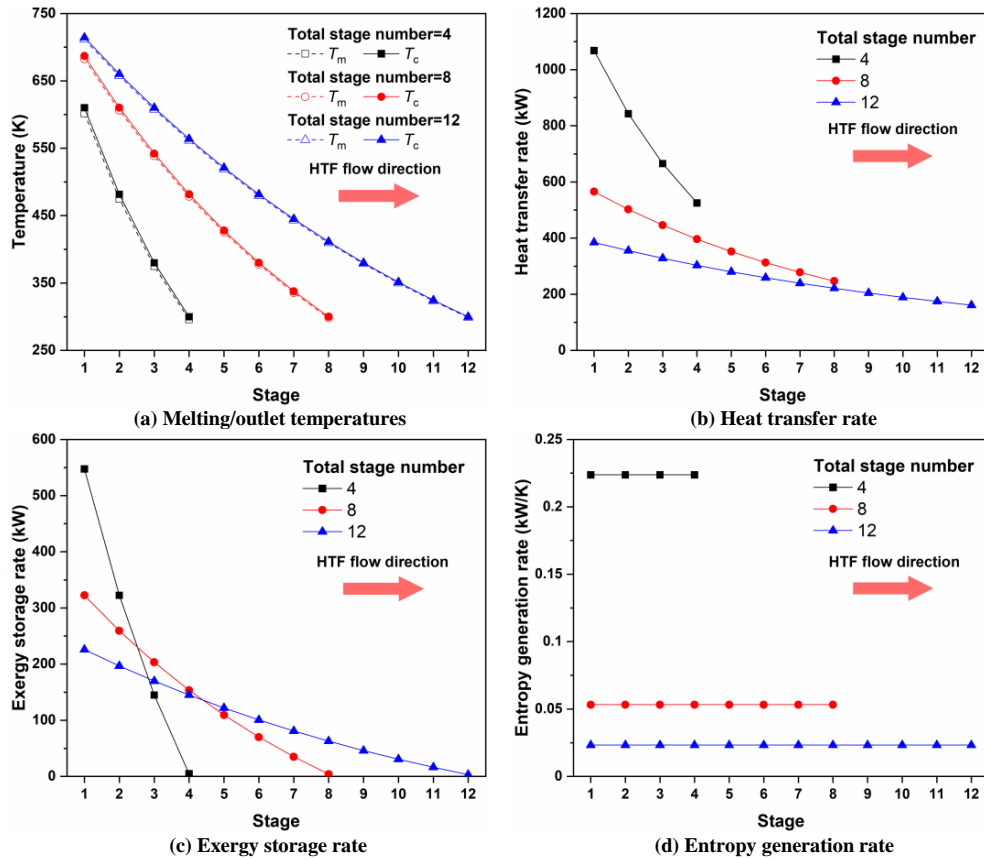 750
650
550
450
350
250
Temperature (K)
Total stage number=4
Tm Tc
Total stage number=8
Tm Tc
Total stage number=12
Tm Tc
HTF flow direction
1 2 3 4 5 6 7 8 9 10 11 12
Stage
(a) Melting/outlet temperatures
1200
1000
800
600
400
200
0
Heat transfer rate (kW)
Total stage number
4
8
12
HTF flow direction
1 2 3 4 5 6 7 8 9 10 11 12
Stage
(b) Heat transfer rate
600
500
400
300
200
100
0
Exergy storage rate (kW)
Total stage number
4
8
12
HTF flow direction
1 2 3 4 5 6 7 8 9 10 11 12
Stage
(c) Exergy storage rate
0.25
0.2
0.15
0.1
0.05
0
Entropy generation rate (kW/K)
Total stage number
4
8
12
HTF flow direction
1 2 3 4 5 6 7 8 9 10 11 12
Stage
(d) Entropy generation rate